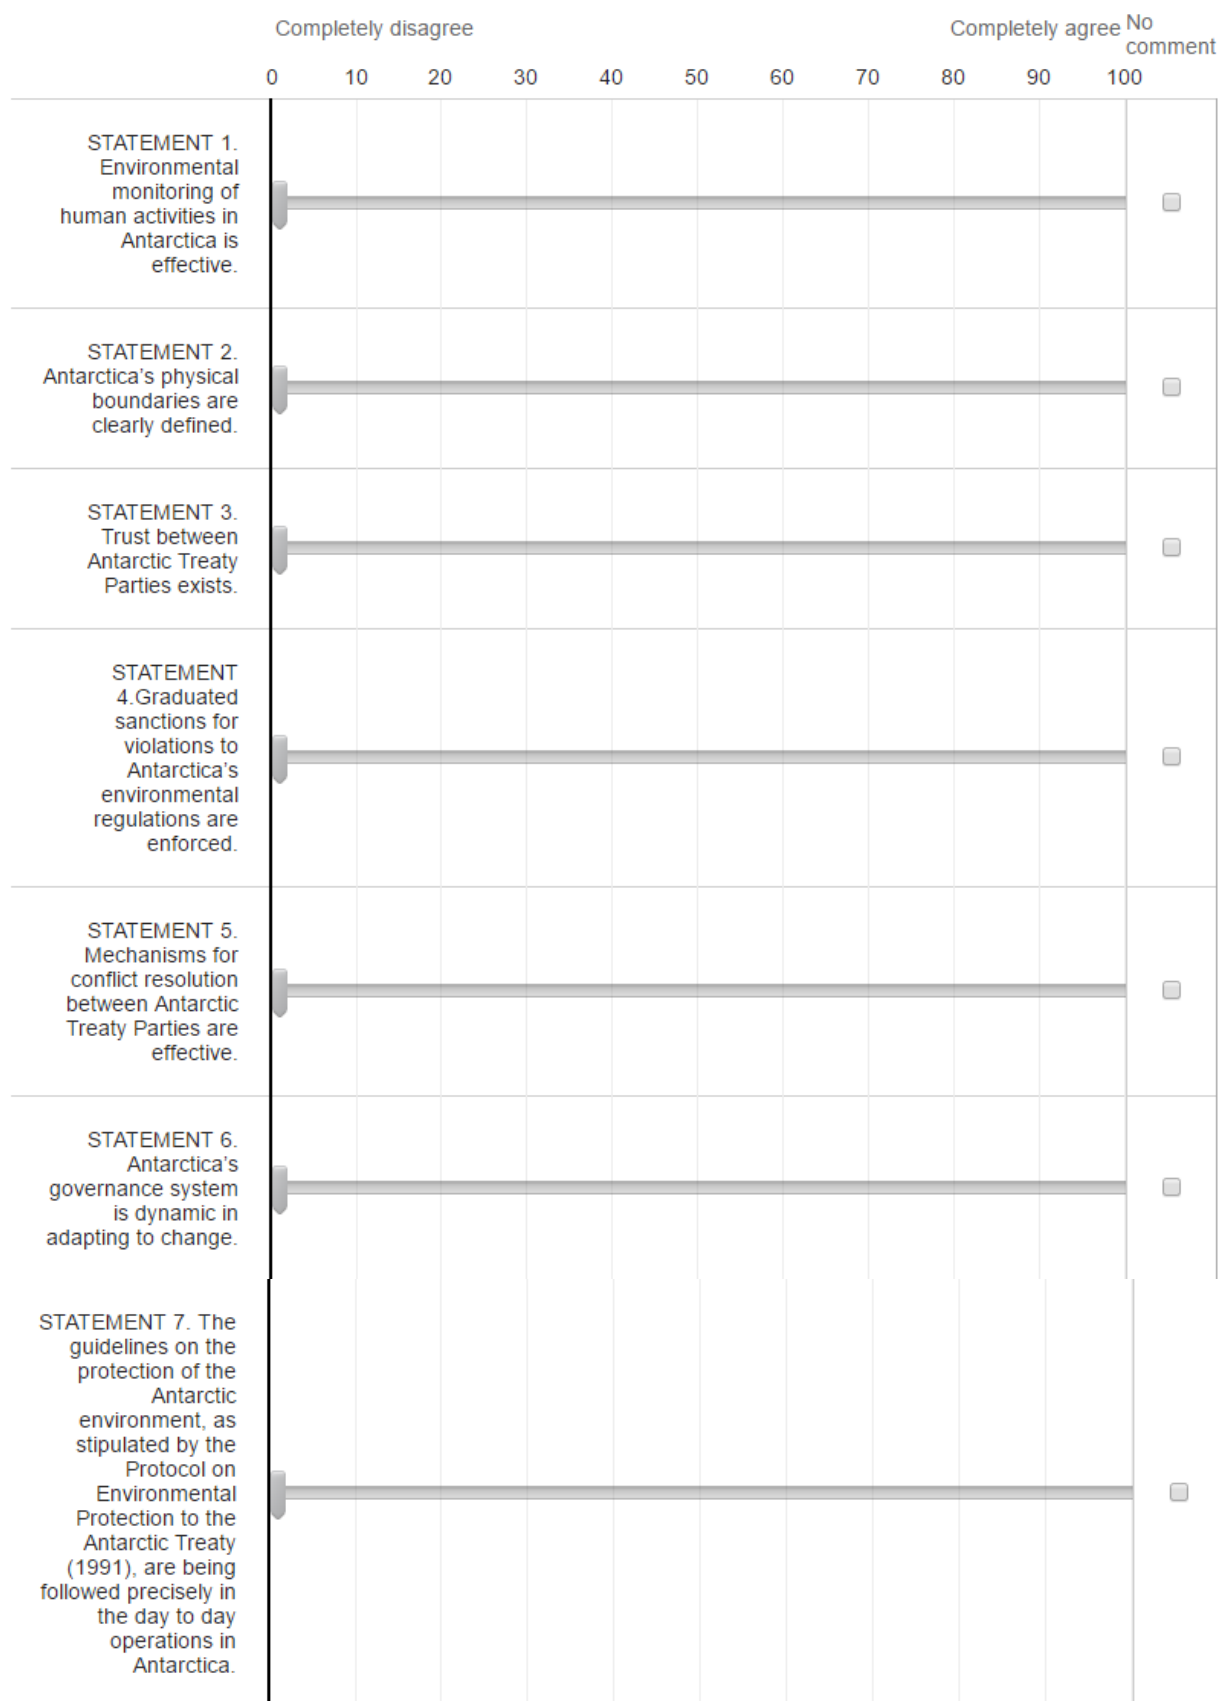 Completely disagree
Completely agree
No
comment
0 10 20 30 40 50 60 70 80 90 100
STATEMENT 1.
Environmental
monitoring of
human activities in
Antarctica is
effective.
STATEMENT 2.
Antarctica’s physical
boundaries are
clearly defined.
STATEMENT 3.
Trust between
Antarctic Treaty
Parties exists.
STATEMENT
4.Graduated
sanctions for
violations to
Antarctica’s
environmental
regulations are
enforced.
STATEMENT 5.
Mechanisms for
conflict resolution
between Antarctic
Treaty Parties are
effective.
STATEMENT 6.
Antarctica’s
governance system
is dynamic in
adapting to change.
STATEMENT 7. The
guidelines on the
protection of the
Antarctic
environment, as
stipulated by the
Protocol on
Environmental
Protection to the
Antarctic Treaty
(1991), are being
followed precisely in
the day to day
operations in
Antarctica.